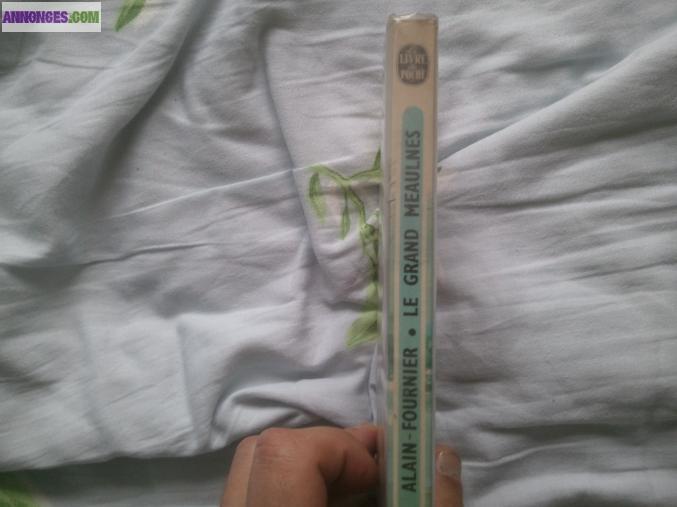 ANNONCES.COM
LE LIVRE
DE POCHE
ALAIN-FOURNIER • LE GRAND MEAULNES